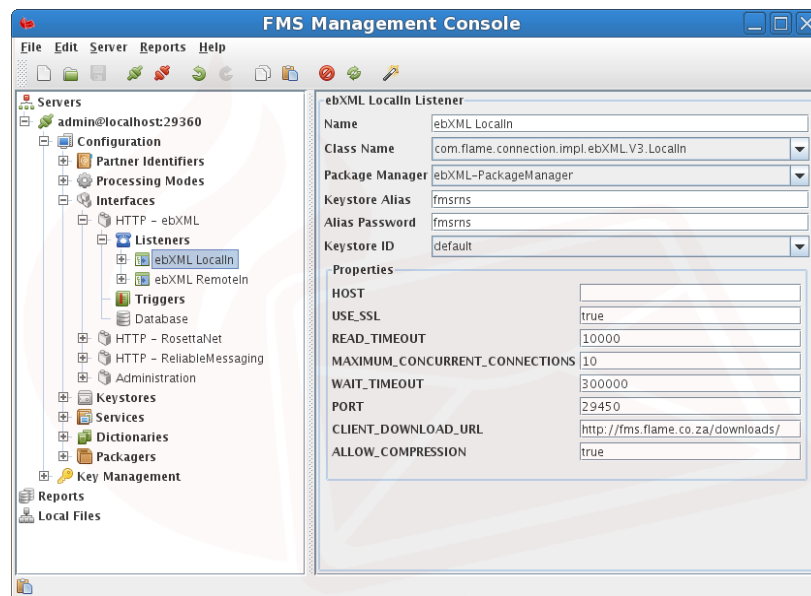 FMS Management Console
File Edit Server Reports Help
Servers
admin@localhost:29360
Configuration
Partner Identifiers
Processing Modes
Interfaces
HTTP - ebXML
Listeners
ebXML LocalIn
ebXML RemoteIn
Triggers
Database
HTTP - RosettaNet
HTTP - ReliableMessaging
Administration
Keystores
Services
Dictionaries
Packagers
Key Management
Reports
Local Files
ebXML LocalIn Listener
Name ebXML LocalIn
Class Name com.flame.connection.impl.ebXML.V3.LocalIn
Package Manager ebXML-PackageManager
Keystore Alias fmsrns
Alias Password fmsrns
Keystore ID default
Properties
HOST
USE_SSL true
READ_TIMEOUT 10000
MAXIMUM_CONCURRENT_CONNECTIONS 10
WAIT_TIMEOUT 300000
PORT 29450
CLIENT_DOWNLOAD_URL http://fms.flame.co.za/downloads/
ALLOW_COMPRESSION true